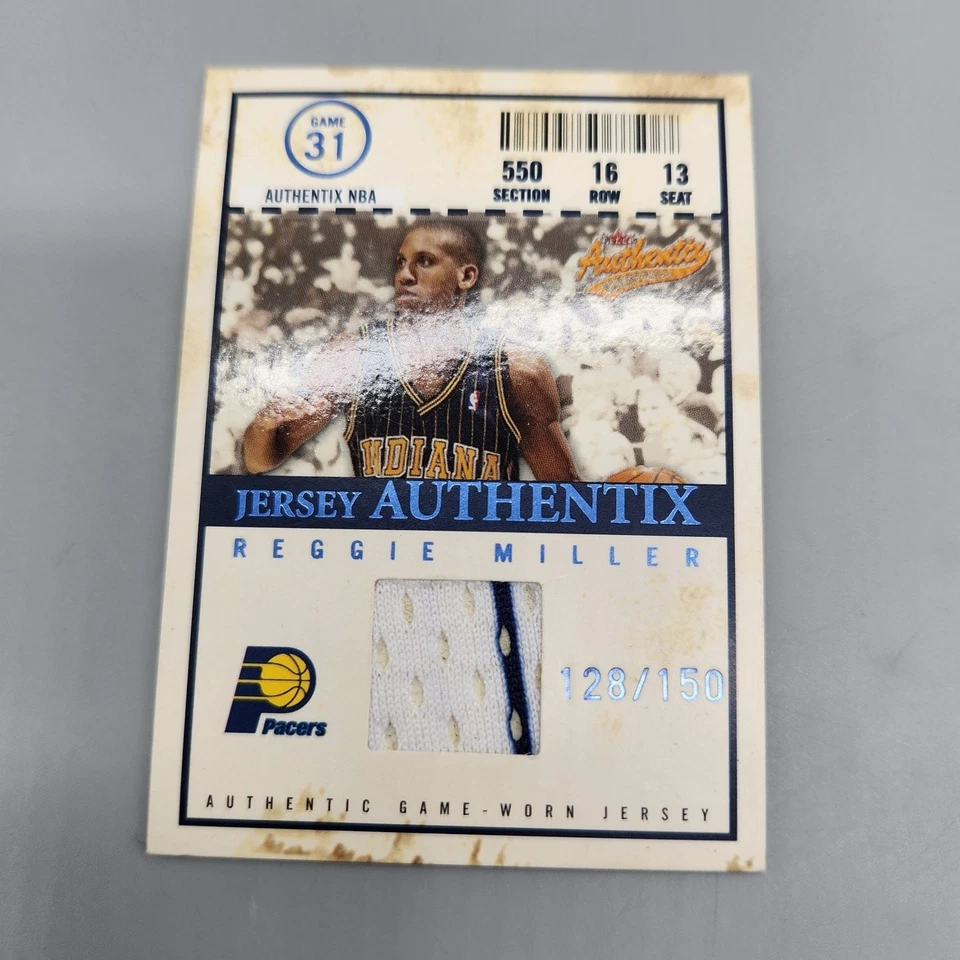 GAME
31
AUTHENTIX NBA
550 16 13
SECTION ROW SEAT
Authentix
INDIANA
JERSEY AUTHENTIX
REGGIE MILLER
128/150
Pacers
AUTHENTIC GAME-WORN JERSEY